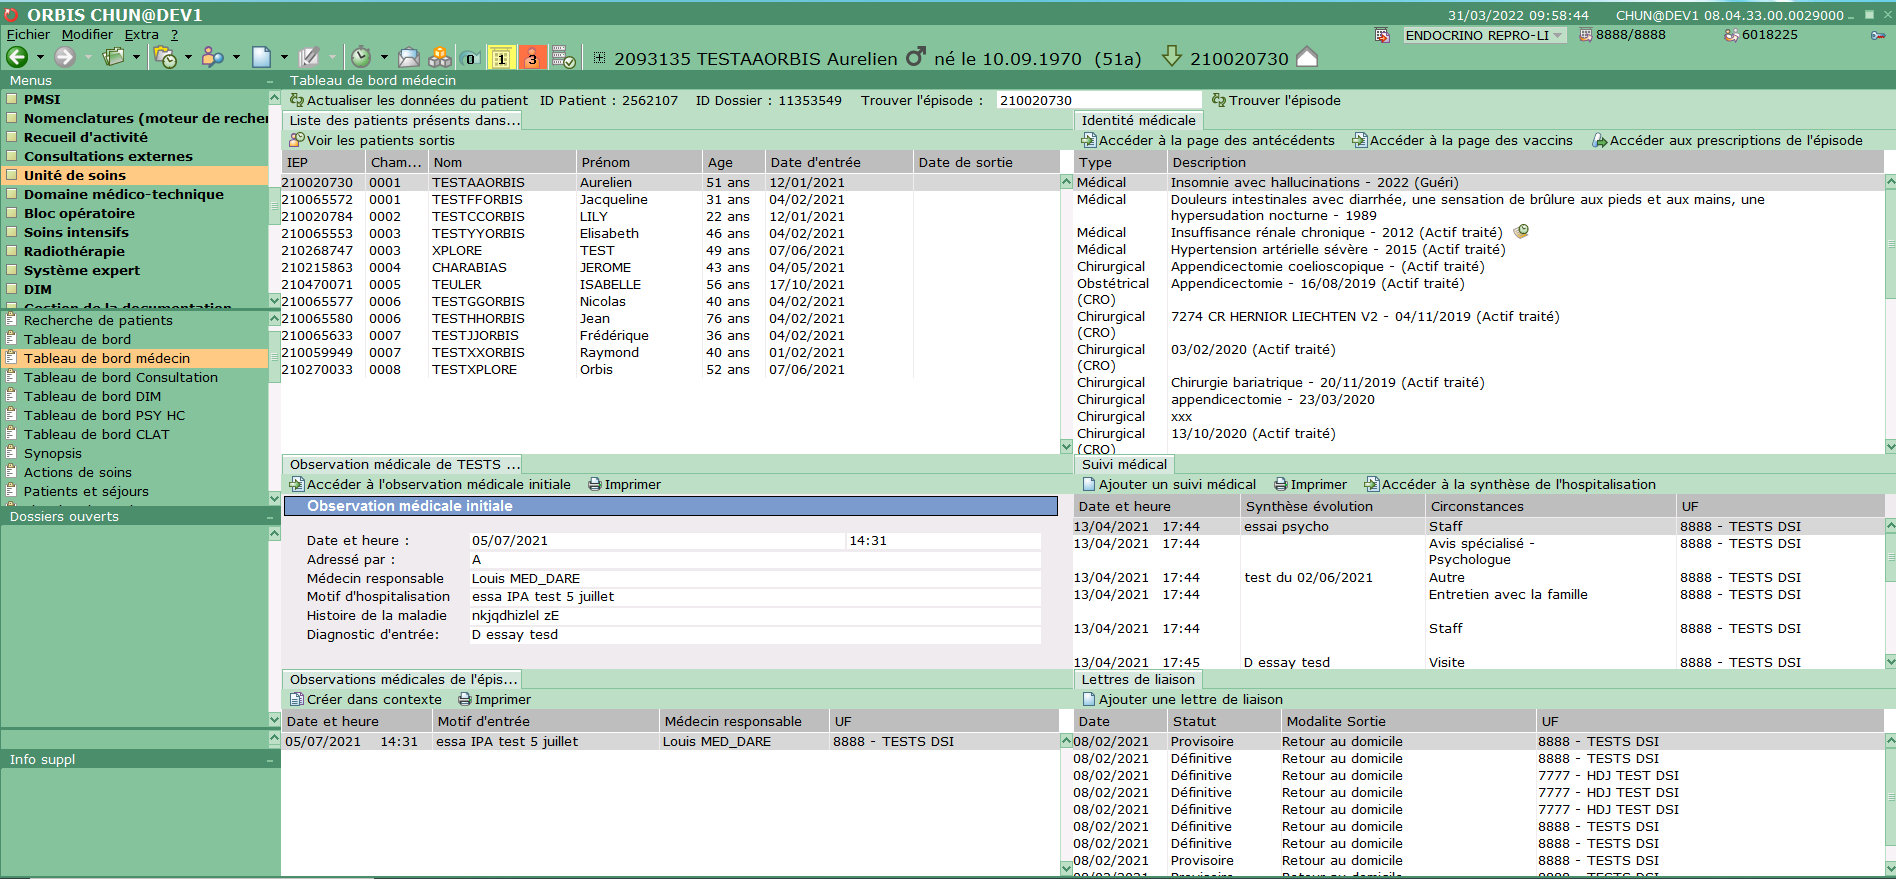 ORBIS CHUN@DEV1 31/03/2022 09:58:44 CHUN@DEV1 08.04.33.00.0029000
Fichier Modifier Extra ? ENDOCRINO REPRO-LI 8888/8888 6018225
0 1 3 2093135 TESTAAORBIS Aurelien né le 10.09.1970 (51a) 210020730
Menus
PMSI
Nomenclatures (moteur de recher
Recueil d'activité
Consultations externes
Unité de soins
Domaine médico-technique
Bloc opératoire
Soins intensifs
Radiothérapie
Système expert
DIM
Gestion de la documentation
Recherche de patients
Tableau de bord
Tableau de bord médecin
Tableau de bord Consultation
Tableau de bord DIM
Tableau de bord PSY HC
Tableau de bord CLAT
Synopsis
Actions de soins
Patients et séjours
Dossiers ouverts
Info suppl
Tableau de bord médecin
Actualiser les données du patient ID Patient : 2562107 ID Dossier : 11353549 Trouver l'épisode : 210020730 Trouver l'épisode
Liste des patients présents dans...
Voir les patients sortis
IEP Cham... Nom Prénom Age Date d'entrée Date de sortie
210020730 0001 TESTAAORBIS Aurelien 51 ans 12/01/2021
210065572 0001 TESTFFORBIS Jacqueline 31 ans 04/02/2021
210020784 0002 TESTCCORBIS LILY 22 ans 12/01/2021
210065553 0003 TESTYYORBIS Elisabeth 46 ans 04/02/2021
210268747 0003 XPLORE TEST 49 ans 07/06/2021
210215863 0004 CHARABIAS JEROME 43 ans 04/05/2021
210470071 0005 TEULER ISABELLE 56 ans 17/10/2021
210065577 0006 TESTGGORBIS Nicolas 40 ans 04/02/2021
210065580 0006 TESTHHORBIS Jean 76 ans 04/02/2021
210065633 0007 TESTJJORBIS Frédérique 36 ans 04/02/2021
210059949 0007 TESTXXORBIS Raymond 40 ans 01/02/2021
210270033 0008 TESTXPLORE Orbis 52 ans 07/06/2021
Identité médicale
Accéder à la page des antécédents Accéder à la page des vaccins Accéder aux prescriptions de l'épisode
Type Description
Médical Insomnie avec hallucinations - 2022 (Guéri)
Médical Douleurs intestinales avec diarrhée, une sensation de brûlure aux pieds et aux mains, une
hypersudation nocturne - 1989
Médical Insuffisance rénale chronique - 2012 (Actif traité)
Médical Hypertension artérielle sévère - 2015 (Actif traité)
Chirurgical Appendicectomie coelioscopique - (Actif traité)
Obstétrical Appendicectomie - 16/08/2019 (Actif traité)
(CRO)
Chirurgical 7274 CR HERNIOR LIECHTEN V2 - 04/11/2019 (Actif traité)
(CRO)
Chirurgical 03/02/2020 (Actif traité)
(CRO)
Chirurgical Chirurgie bariatrique - 20/11/2019 (Actif traité)
Chirurgical appendicectomie - 23/03/2020
Chirurgical xxx
Chirurgical 13/10/2020 (Actif traité)
(CRO)
Observation médicale de TESTS ...
Accéder à l'observation médicale initiale Imprimer
Observation médicale initiale
Date et heure : 05/07/2021 14:31
Adressé par : A
Médecin responsable Louis MED_DARE
Motif d'hospitalisation essa IPA test 5 juillet
Histoire de la maladie nkjqdhizlel zE
Diagnostic d'entrée: D essay tesd
Suivi médical
Ajouter un suivi médical Imprimer Accéder à la synthèse de l'hospitalisation
Date et heure Synthèse évolution Circonstances UF
13/04/2021 17:44 essai psycho Staff 8888 - TESTS DSI
13/04/2021 17:44 Avis spécialisé - 8888 - TESTS DSI
Psychologue
13/04/2021 17:44 test du 02/06/2021 Autre 8888 - TESTS DSI
13/04/2021 17:44 Entretien avec la famille 8888 - TESTS DSI
13/04/2021 17:44 Staff 8888 - TESTS DSI
13/04/2021 17:45 D essay tesd Visite 8888 - TESTS DSI
Observations médicales de l'épis...
Créer dans contexte Imprimer
Date et heure Motif d'entrée Médecin responsable UF
05/07/2021 14:31 essa IPA test 5 juillet Louis MED_DARE 8888 - TESTS DSI
Lettres de liaison
Ajouter une lettre de liaison
Date Statut Modalite Sortie UF
08/02/2021 Provisoire Retour au domicile 8888 - TESTS DSI
08/02/2021 Définitive Retour au domicile 8888 - TESTS DSI
08/02/2021 Définitive Retour au domicile 7777 - HDJ TEST DSI
08/02/2021 Définitive Retour au domicile 7777 - HDJ TEST DSI
08/02/2021 Définitive Retour au domicile 7777 - HDJ TEST DSI
08/02/2021 Définitive Retour au domicile 8888 - TESTS DSI
08/02/2021 Définitive Retour au domicile 8888 - TESTS DSI
08/02/2021 Provisoire Retour au domicile 8888 - TESTS DSI